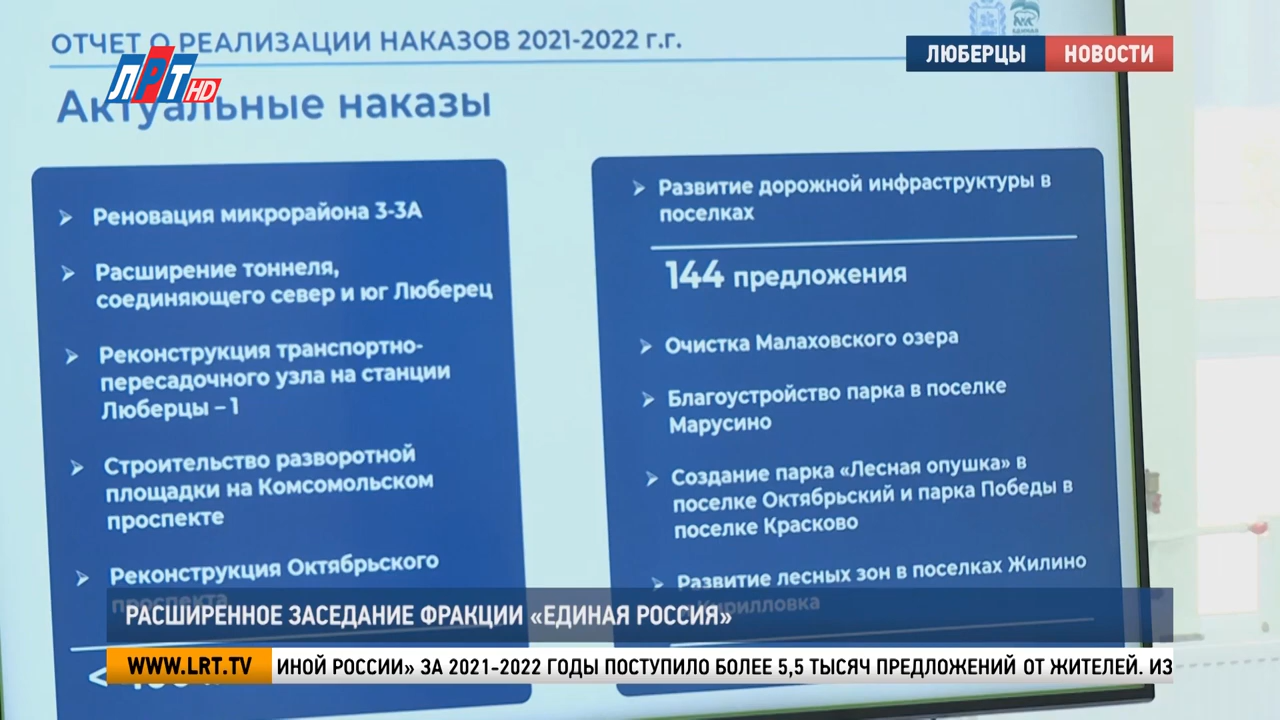 ОТЧЕТ О РЕАЛИЗАЦИИ НАКАЗОВ 2021-2022 г.г.
ЛРТ HD
ЛЮБЕРЦЫ НОВОСТИ
Актуальные наказы
Реновация микрорайона 3-3А
Расширение тоннеля,
соединяющего север и юг Люберец
Реконструкция транспортно-
пересадочного узла на станции
Люберцы – 1
Строительство разворотной
площадки на Комсомольском
проспекте
Реконструкция Октябрьского
проспекта
Развитие дорожной инфраструктуры в
поселках
144 предложения
Очистка Малаховского озера
Благоустройство парка в поселке
Марусино
Создание парка «Лесная опушка» в
поселке Октябрьский и парка Победы в
поселке Красково
Развитие лесных зон в поселках Жилино
Кирилловка
РАСШИРЕННОЕ ЗАСЕДАНИЕ ФРАКЦИИ «ЕДИНАЯ РОССИЯ»
WWW.LRT.TV ИНОЙ РОССИИ» ЗА 2021-2022 ГОДЫ ПОСТУПИЛО БОЛЕЕ 5,5 ТЫСЯЧ ПРЕДЛОЖЕНИЙ ОТ ЖИТЕЛЕЙ. ИЗ